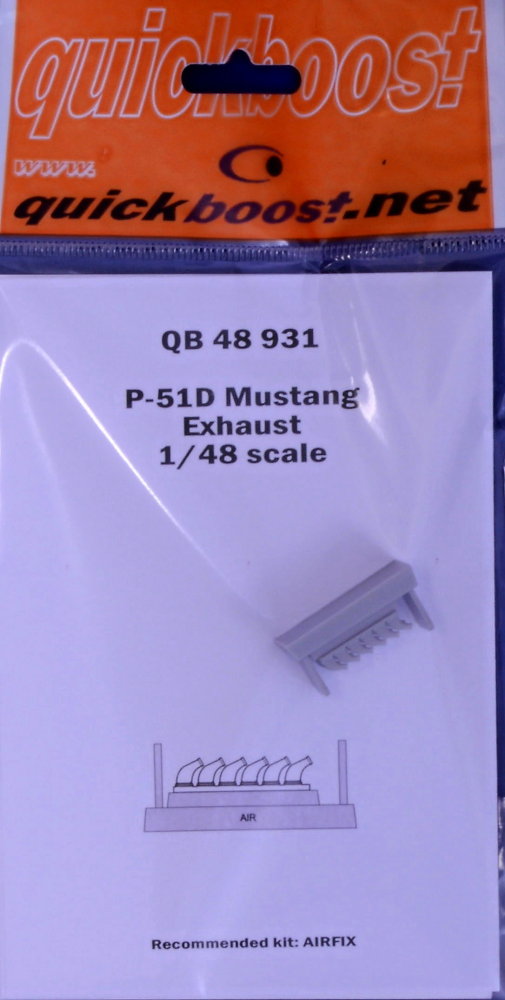 quickboost
www.
quickboost.net
QB 48 931
P-51D Mustang
Exhaust
1/48 scale
AIR
Recommended kit: AIRFIX